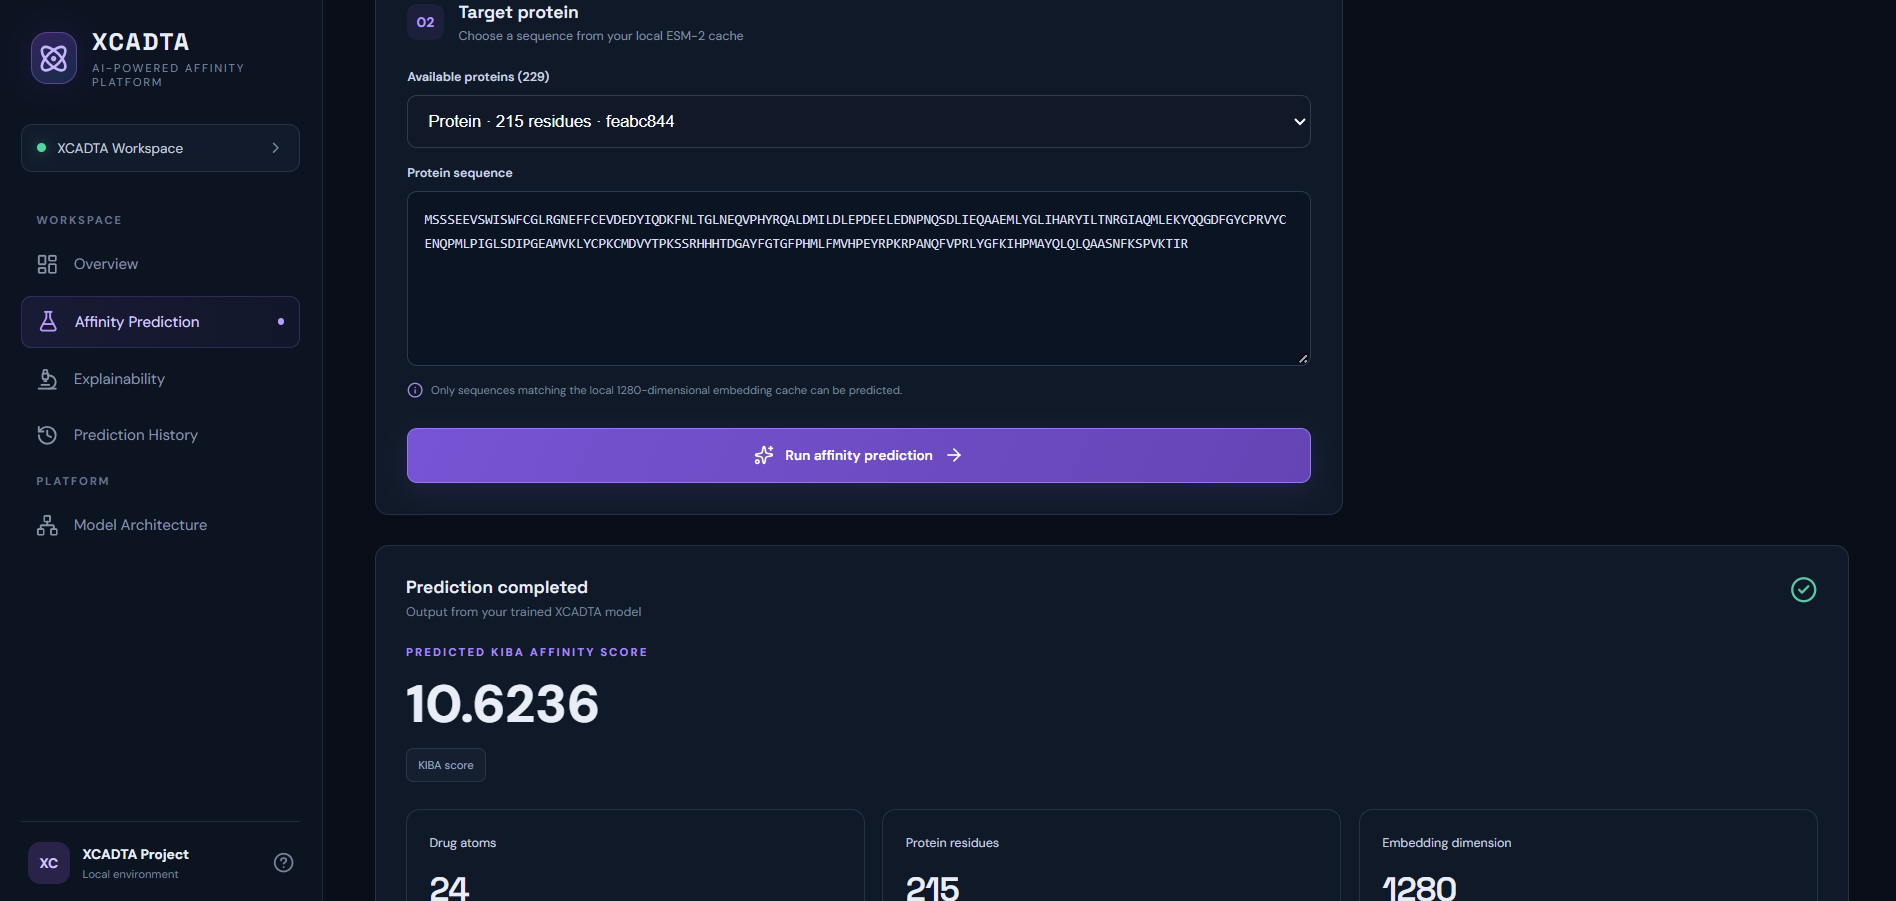 XCADTA
AI-POWERED AFFINITY
PLATFORM
XCADTA Workspace
WORKSPACE
Overview
Affinity Prediction
Explainability
Prediction History
PLATFORM
Model Architecture
XC
XCADTA Project
Local environment
02
Target protein
Choose a sequence from your local ESM-2 cache
Available proteins (229)
Protein · 215 residues · feabc844
Protein sequence
MSSSEEVSWISWFCGLRGNEFFCEVDEDYIQDKFNLTGLNEQVPHYRQALDMILDLEPDEELEDNPNQSDLIEQAAEMLYGLIHARYILTNRGIAQMLEKYQQGDFGYCPRVYC
ENQPMLPIGLSDIPGEAMVKLYCPKCMDVYTPKSSRHHHTDGAYFGTGFPHMLFMVHPEYRPKRPANQFVPRLYGFKIHPMAYQLQLQAASNFKSPVKTIR
Only sequences matching the local 1280-dimensional embedding cache can be predicted.
Run affinity prediction
Prediction completed
Output from your trained XCADTA model
PREDICTED KIBA AFFINITY SCORE
10.6236
KIBA score
Drug atoms
24
Protein residues
215
Embedding dimension
1280